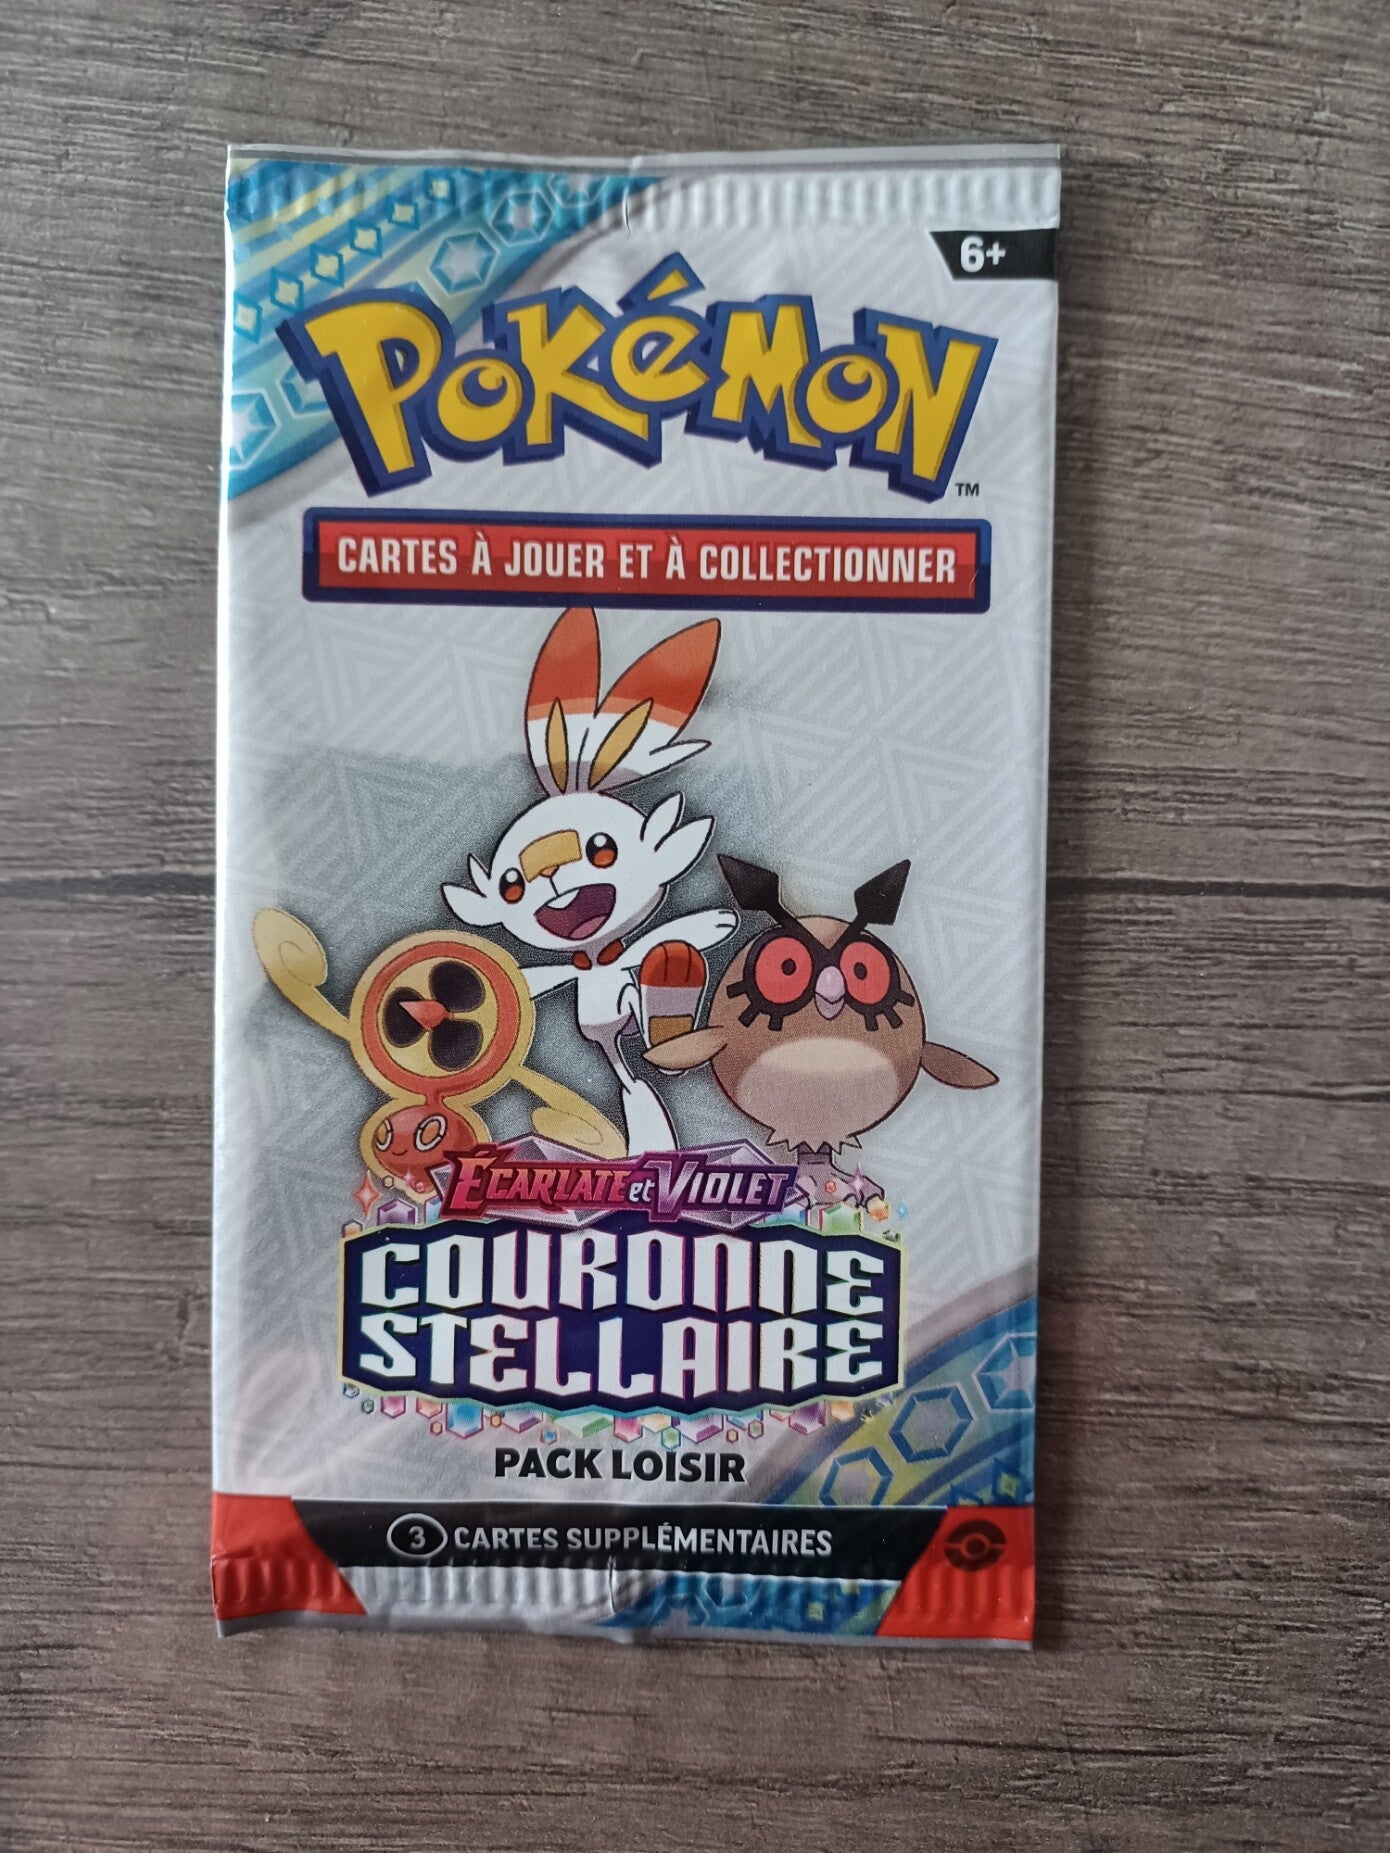 6+
POKÉMON
TM
CARTES À JOUER ET À COLLECTIONNER
ÉCARLATE et VIOLET
COURONNE
STELLAIRE
PACK LOISIR
3 CARTES SUPPLÉMENTAIRES